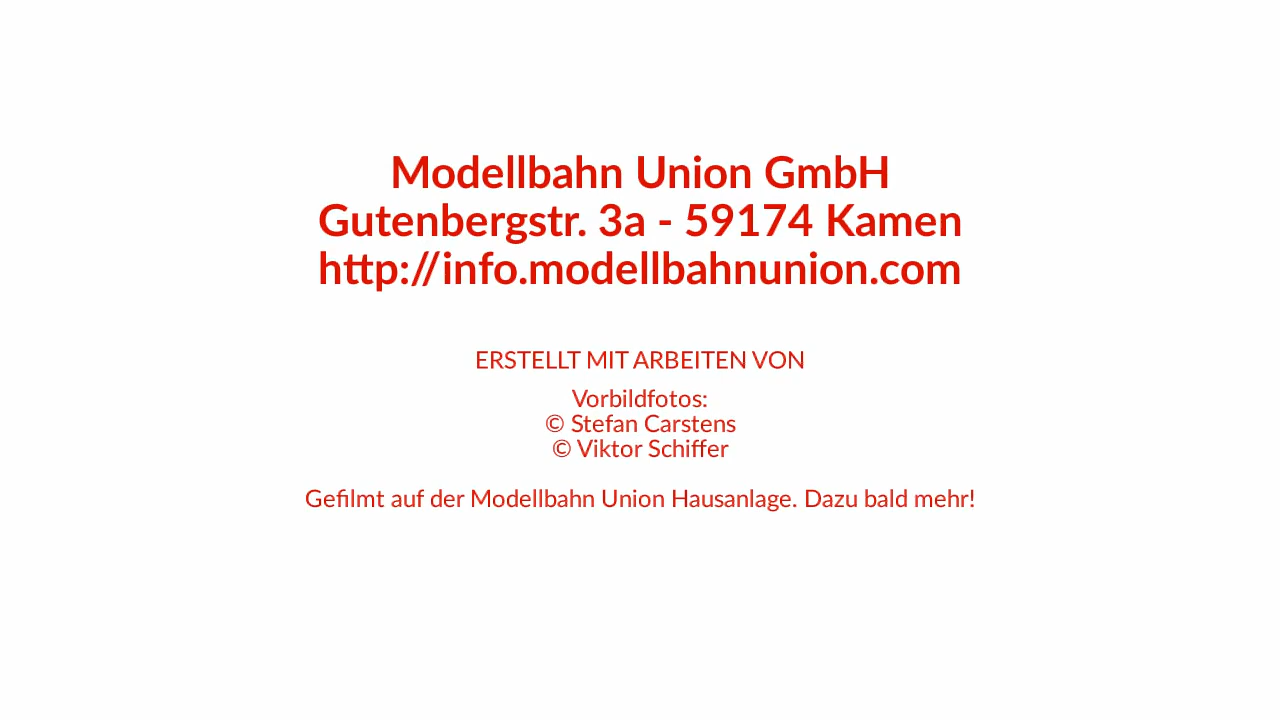 Modellbahn Union GmbH
Gutenbergstr. 3a - 59174 Kamen
http://info.modellbahnunion.com
ERSTELLT MIT ARBEITEN VON
Vorbildfotos:
© Stefan Carstens
© Viktor Schiffer
Gefilmt auf der Modellbahn Union Hausanlage. Dazu bald mehr!